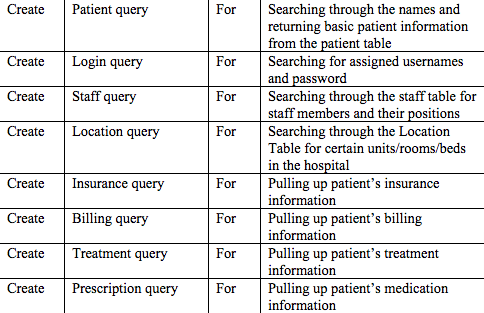 Create Patient query For Searching through the names and
returning basic patient information
from the patient table
Create Login query For Searching for assigned usernames
and password
Create Staff query For Searching through the staff table for
staff members and their positions
Create Location query For Searching through the Location
Table for certain units/rooms/beds
in the hospital
Create Insurance query For Pulling up patient’s insurance
information
Create Billing query For Pulling up patient’s billing
information
Create Treatment query For Pulling up patient’s treatment
information
Create Prescription query For Pulling up patient’s medication
information